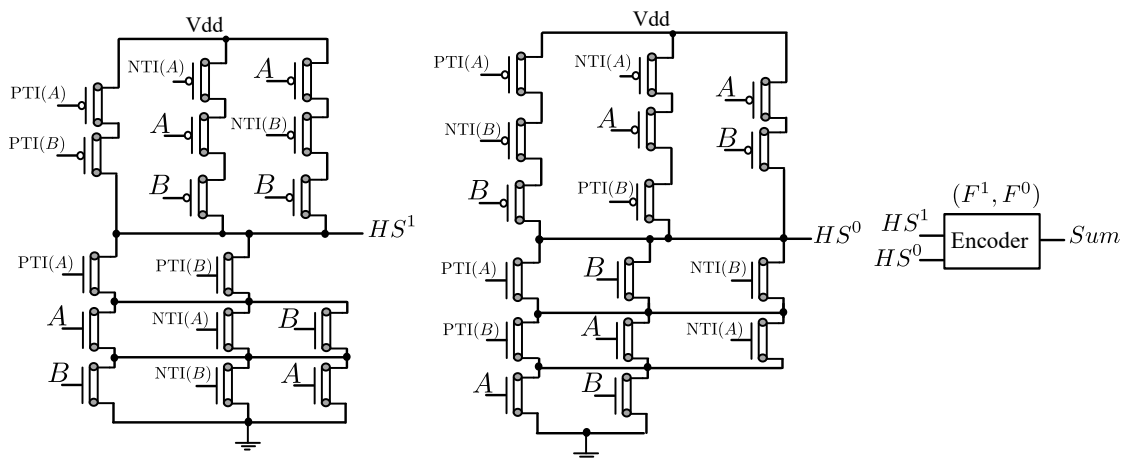 Vdd
NTI(A) A
PTI(A)
A NTI(B)
PTI(B)
B B
HS¹
PTI(A) PTI(B)
A NTI(A) B
B NTI(B) A
Vdd
PTI(A) NTI(A)
A
NTI(B) A B
B PTI(B)
HS⁰
PTI(A) B NTI(B)
PTI(B) A NTI(A)
A B
(F¹, F⁰)
HS¹
HS⁰
Encoder
Sum